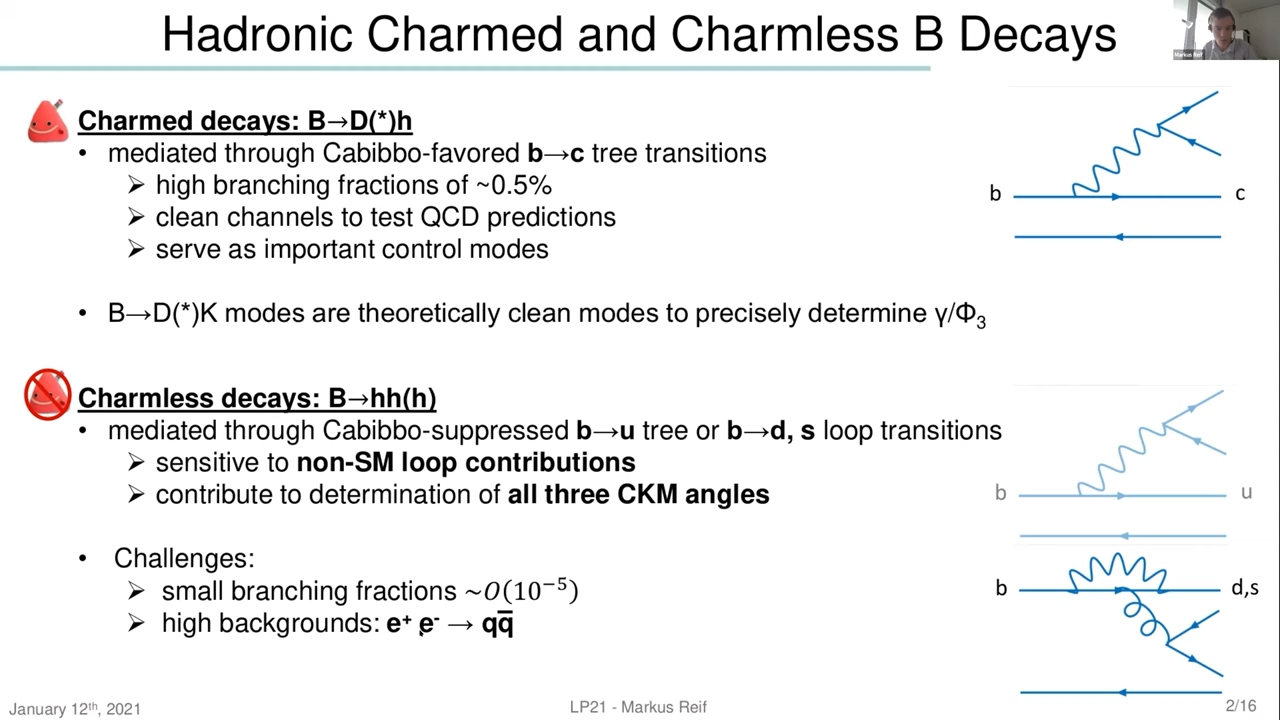 Hadronic Charmed and Charmless B Decays
Markus Reif
Charmed decays: B→D(*)h
• mediated through Cabibbo-favored b→c tree transitions
➢ high branching fractions of ~0.5%
➢ clean channels to test QCD predictions
➢ serve as important control modes
b
c
• B→D(*)K modes are theoretically clean modes to precisely determine γ/Φ₃
Charmless decays: B→hh(h)
• mediated through Cabibbo-suppressed b→u tree or b→d, s loop transitions
➢ sensitive to non-SM loop contributions
➢ contribute to determination of all three CKM angles
b
u
• Challenges:
➢ small branching fractions ~O(10⁻⁵)
➢ high backgrounds: e⁺ e⁻ → qq̅
b
d,s
January 12th, 2021
LP21 - Markus Reif
2/16